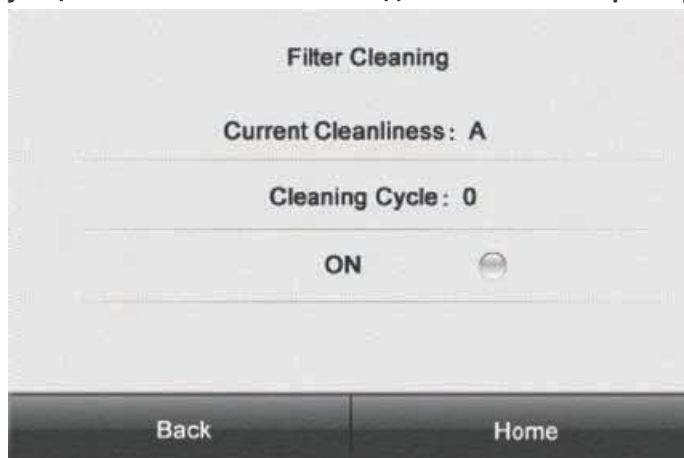 Filter Cleaning
Current Cleanliness: A
Cleaning Cycle: 0
ON
Back Home